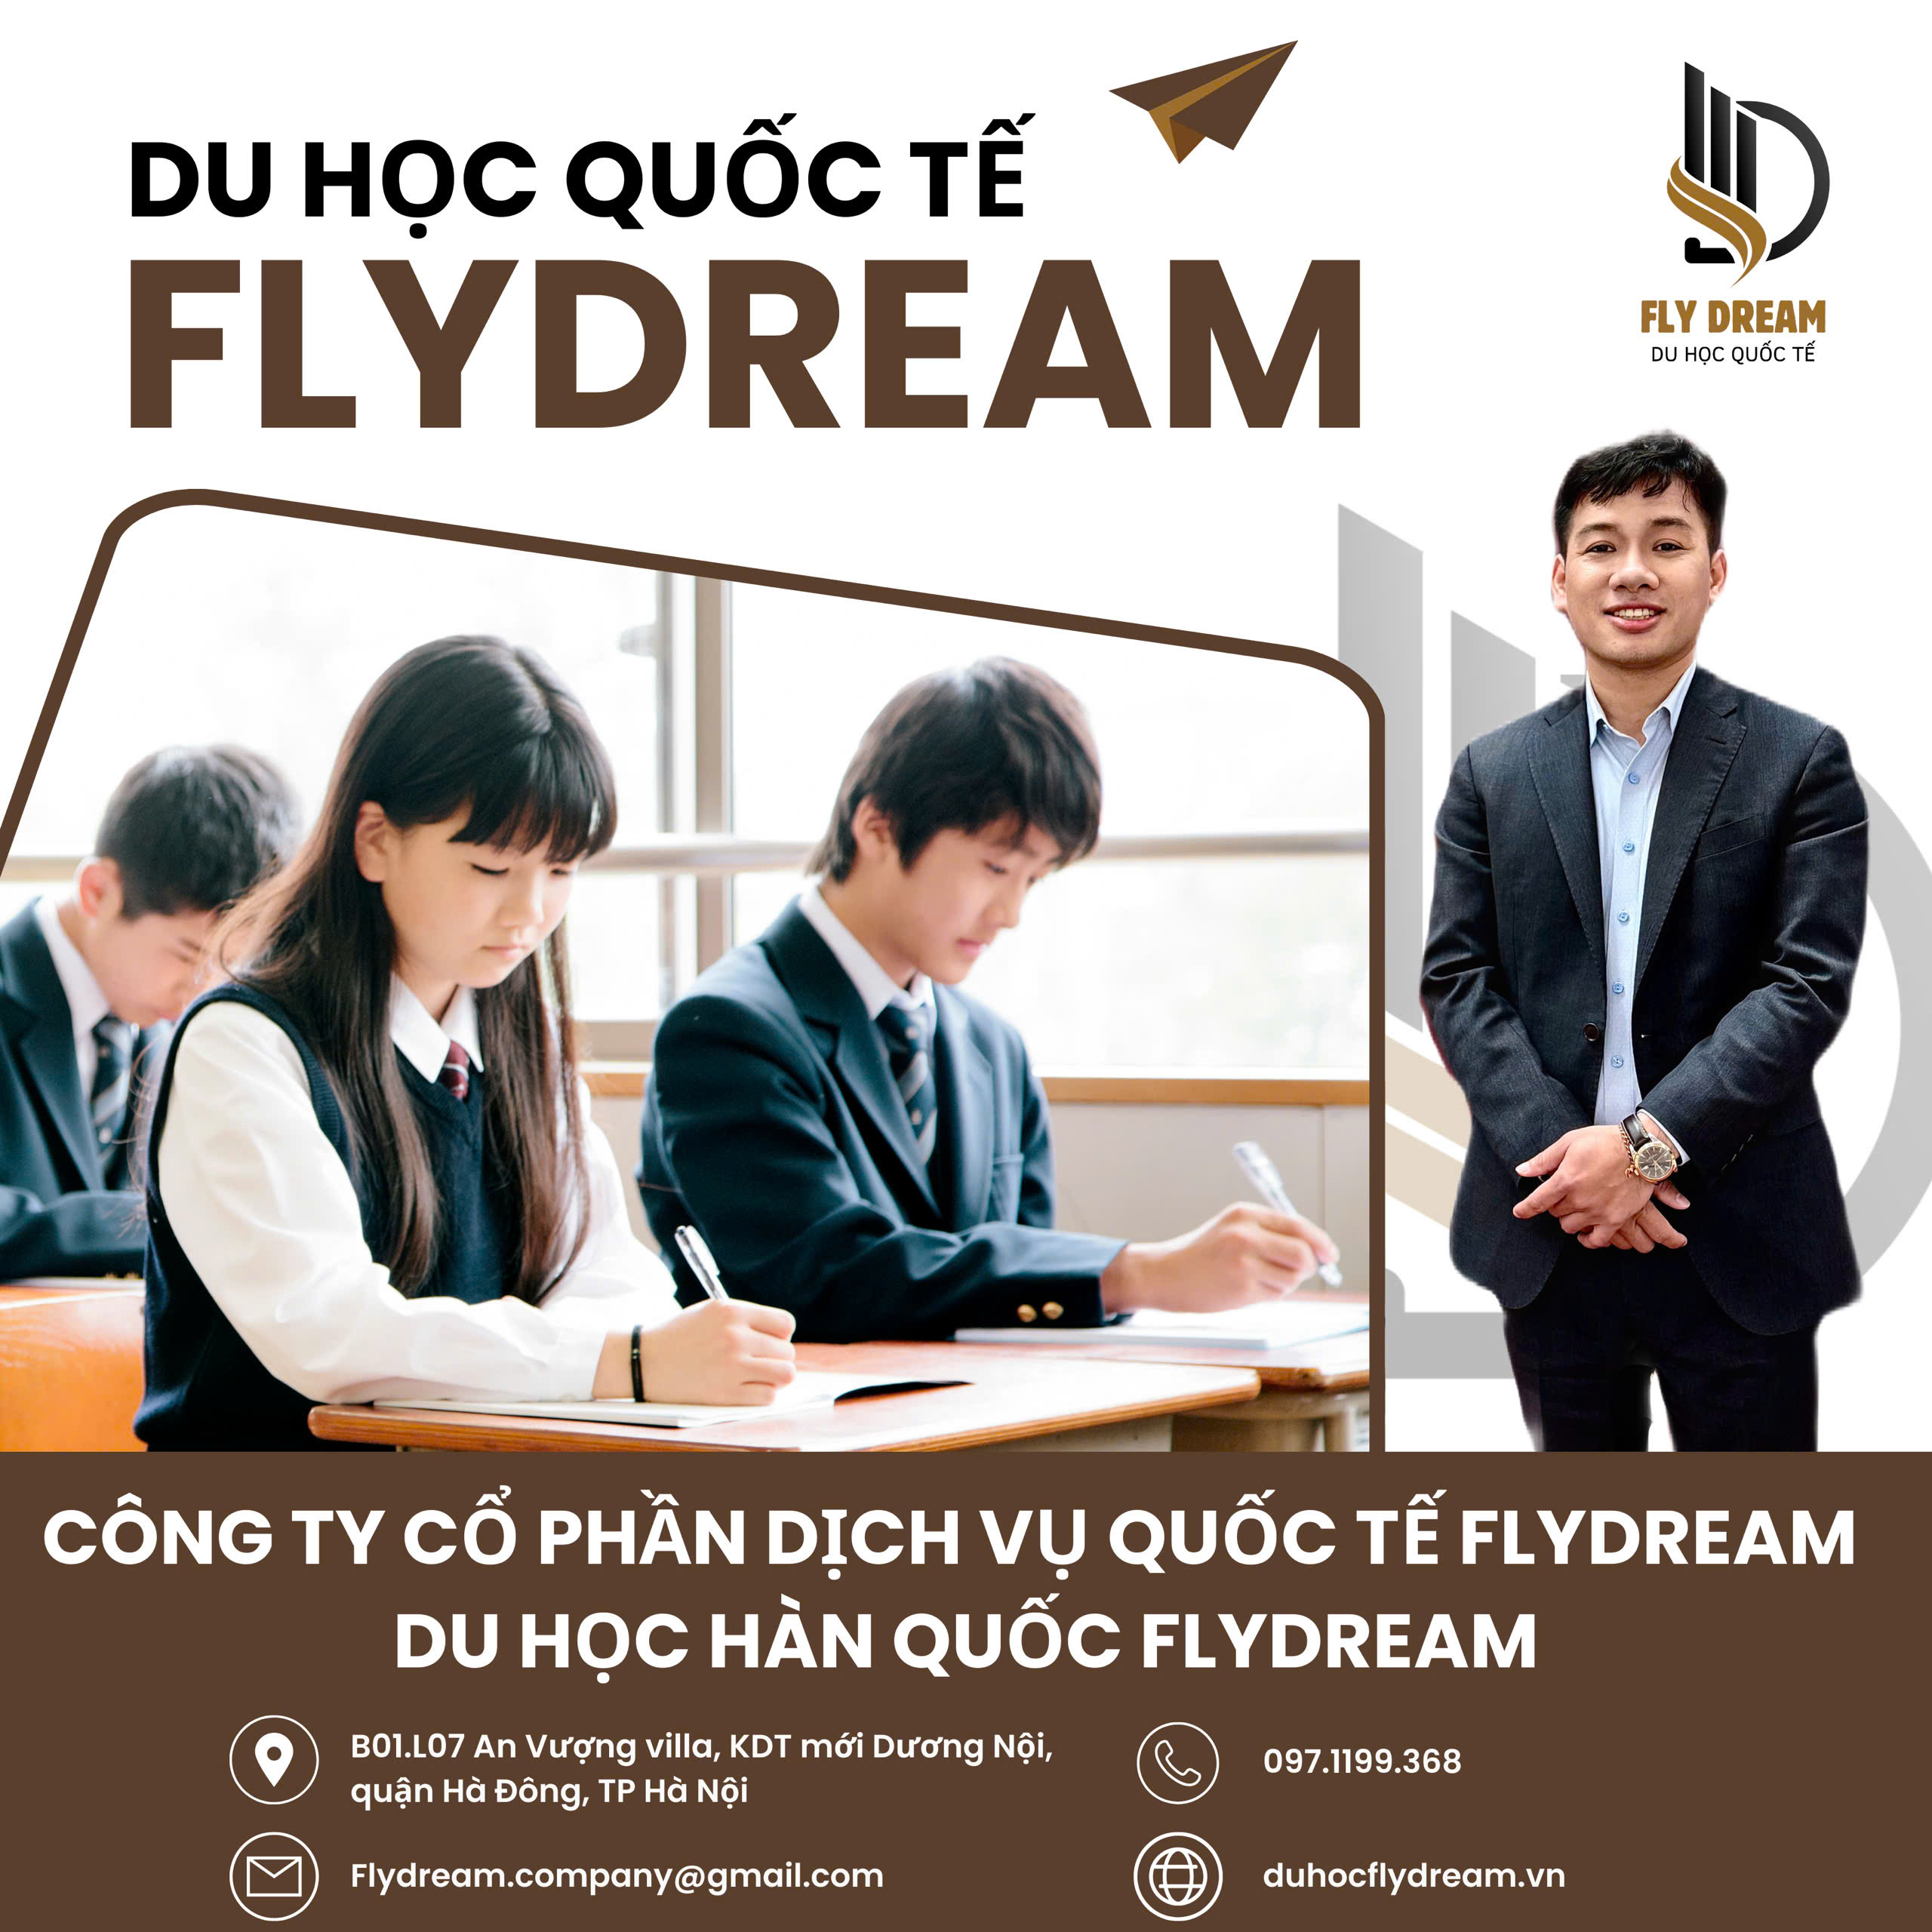 DU HỌC QUỐC TẾ
FLYDREAM
FLY DREAM
DU HỌC QUỐC TẾ
CÔNG TY CỔ PHẦN DỊCH VỤ QUỐC TẾ FLYDREAM
DU HỌC HÀN QUỐC FLYDREAM
B01.L07 An Vượng villa, KDT mới Dương Nội,
quận Hà Đông, TP Hà Nội
097.1199.368
Flydream.company@gmail.com
duhocflydream.vn